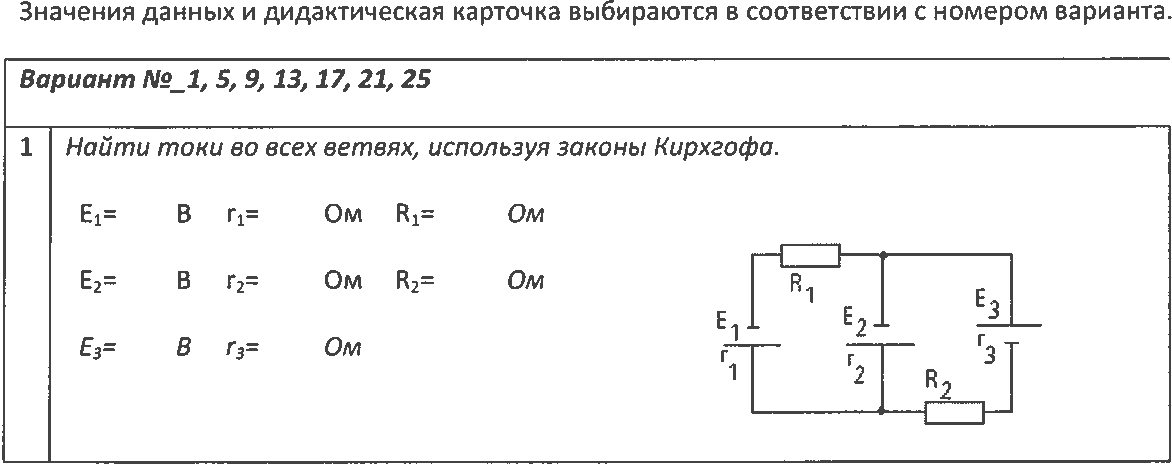 Значения данных и дидактическая карточка выбираются в соответствии с номером варианта.
Вариант №_1, 5, 9, 13, 17, 21, 25
1 Найти токи во всех ветвях, используя законы Кирхгофа.
E₁= В r₁= Ом R₁= Ом
E₂= В r₂= Ом R₂= Ом
E₃= В r₃= Ом
R₁
E₁
r₁
E₂
r₂
E₃
r₃
R₂